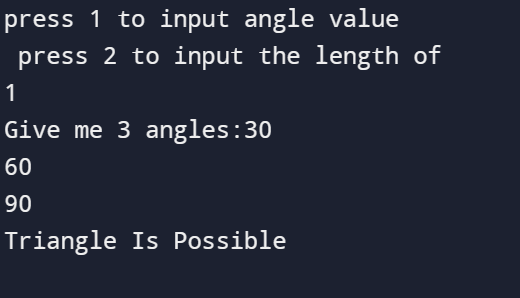 press 1 to input angle value
press 2 to input the length of
1
Give me 3 angles:30
60
90
Triangle Is Possible